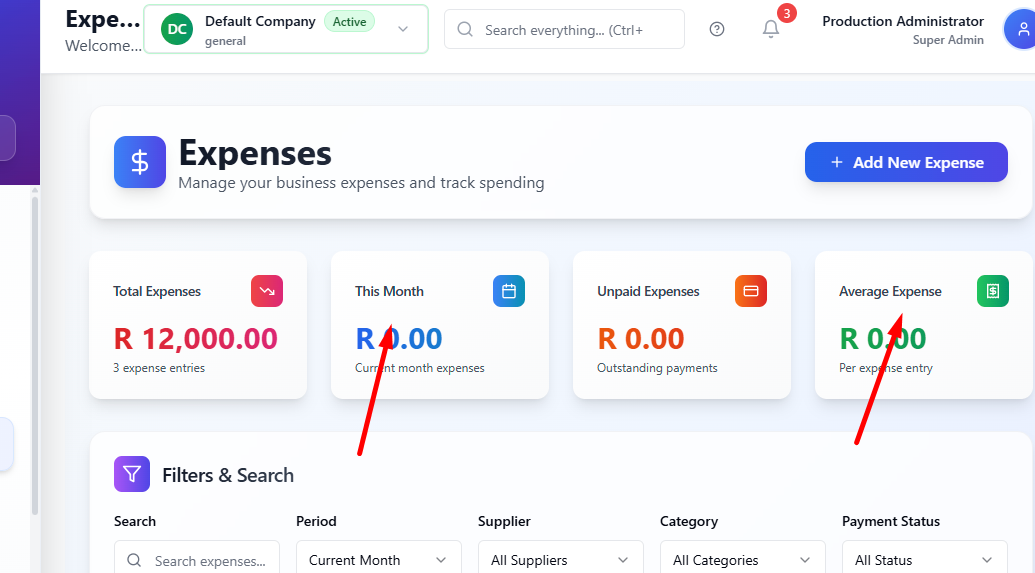 Expe...
Welcome...
DC
Default Company
Active
general
Search everything... (Ctrl+
3
Production Administrator
Super Admin
Expenses
Manage your business expenses and track spending
+ Add New Expense
Total Expenses
R 12,000.00
3 expense entries
This Month
R 0.00
Current month expenses
Unpaid Expenses
R 0.00
Outstanding payments
Average Expense
R 0.00
Per expense entry
Filters & Search
Search
Search expenses...
Period
Current Month
Supplier
All Suppliers
Category
All Categories
Payment Status
All Status